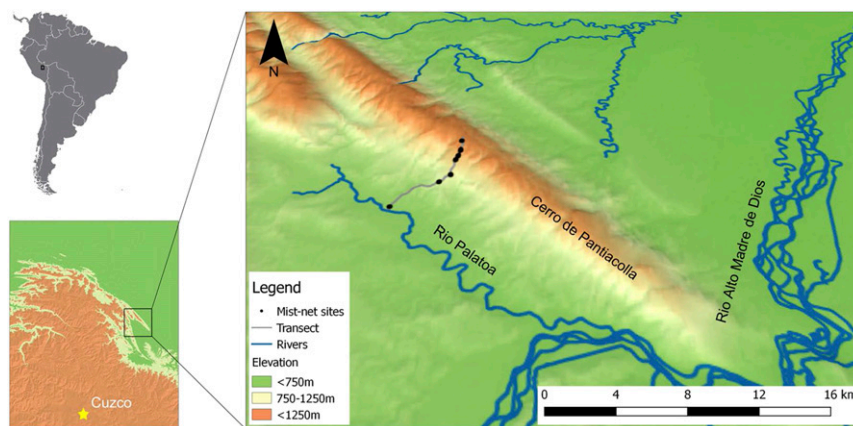 N
Cerro de Pantiacolla
Rio Alto Madre de Dios
Rio Palatoa
Legend
Mist-net sites
Transect
Rivers
Elevation
<750m
750-1250m
<1250m
Cuzco
0 4 8 12 16 km